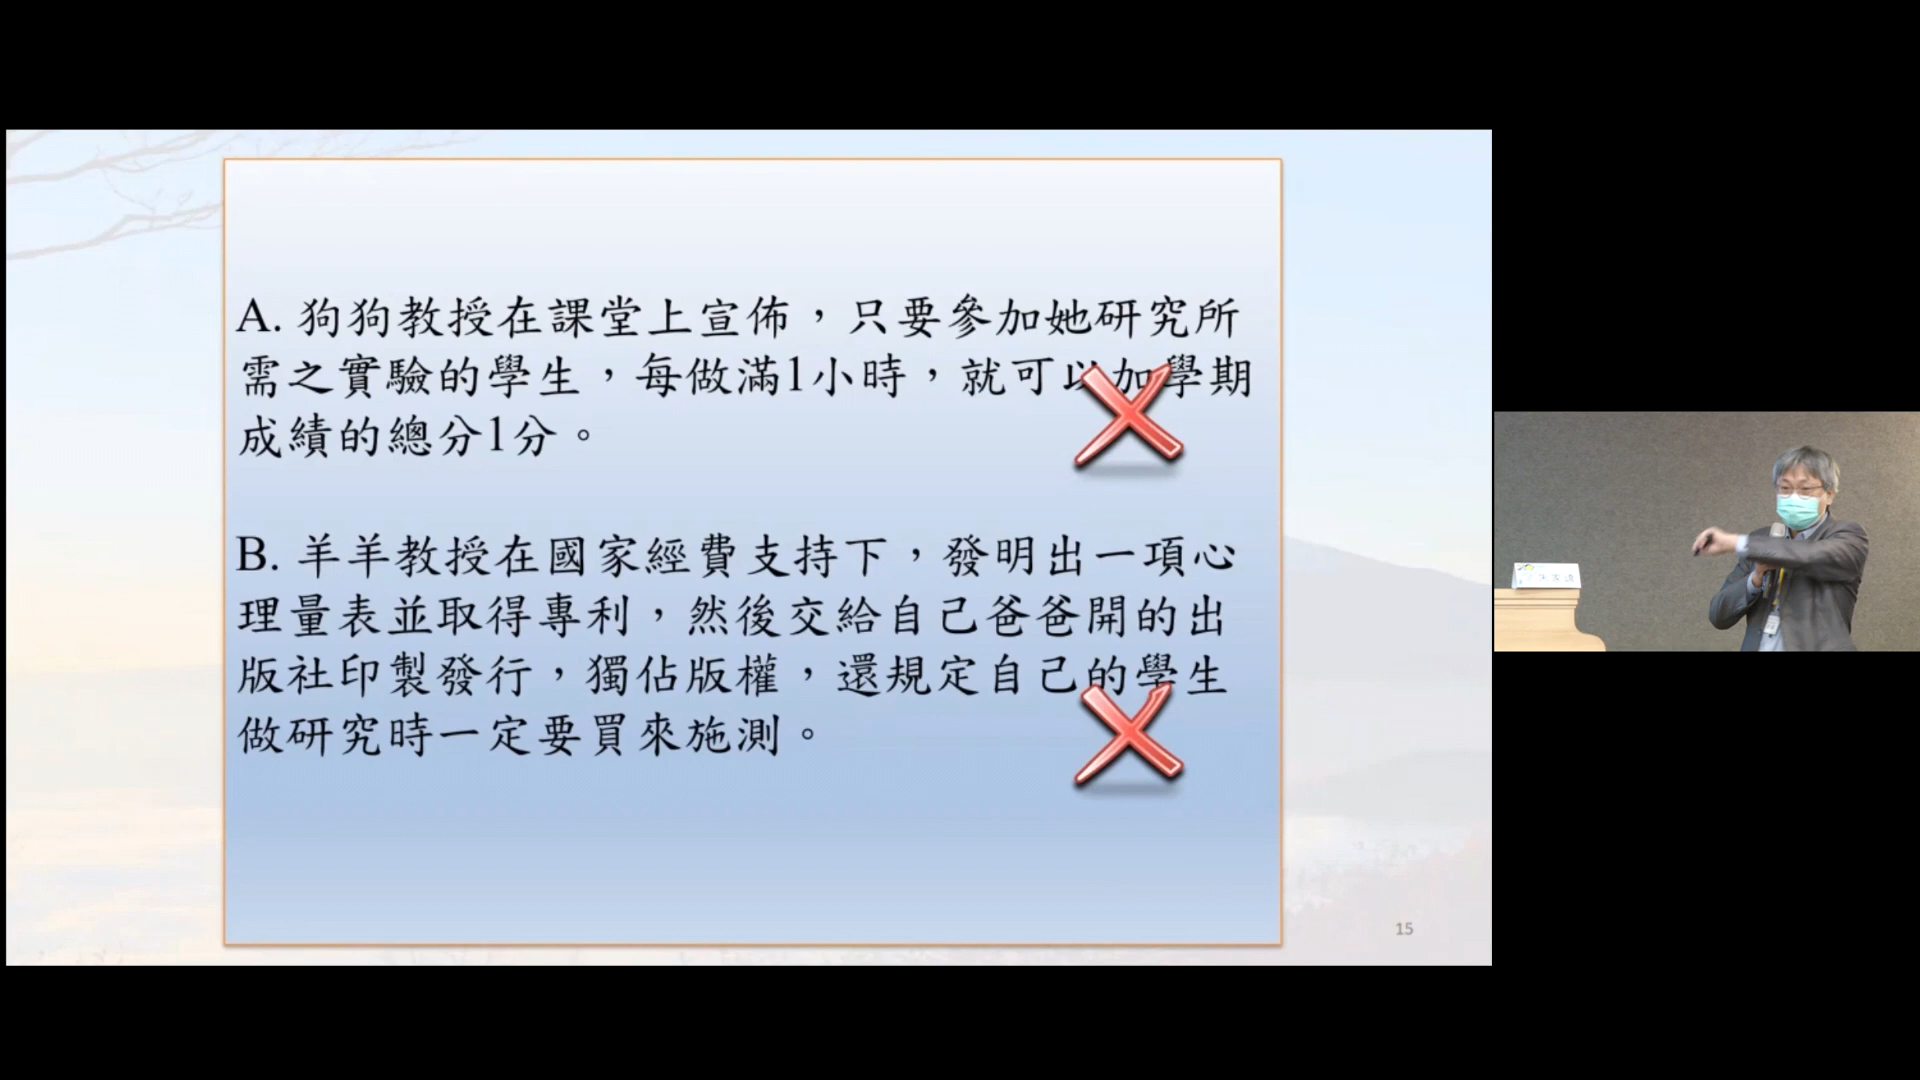 A. 狗狗教授在課堂上宣佈，只要參加她研究所
需之實驗的學生，每做滿1小時，就可以加學期
成績的總分1分。
B. 羊羊教授在國家經費支持下，發明出一項心
理量表並取得專利，然後交給自己爸爸開的出
版社印製發行，獨佔版權，還規定自己的學生
做研究時一定要買來施測。
15